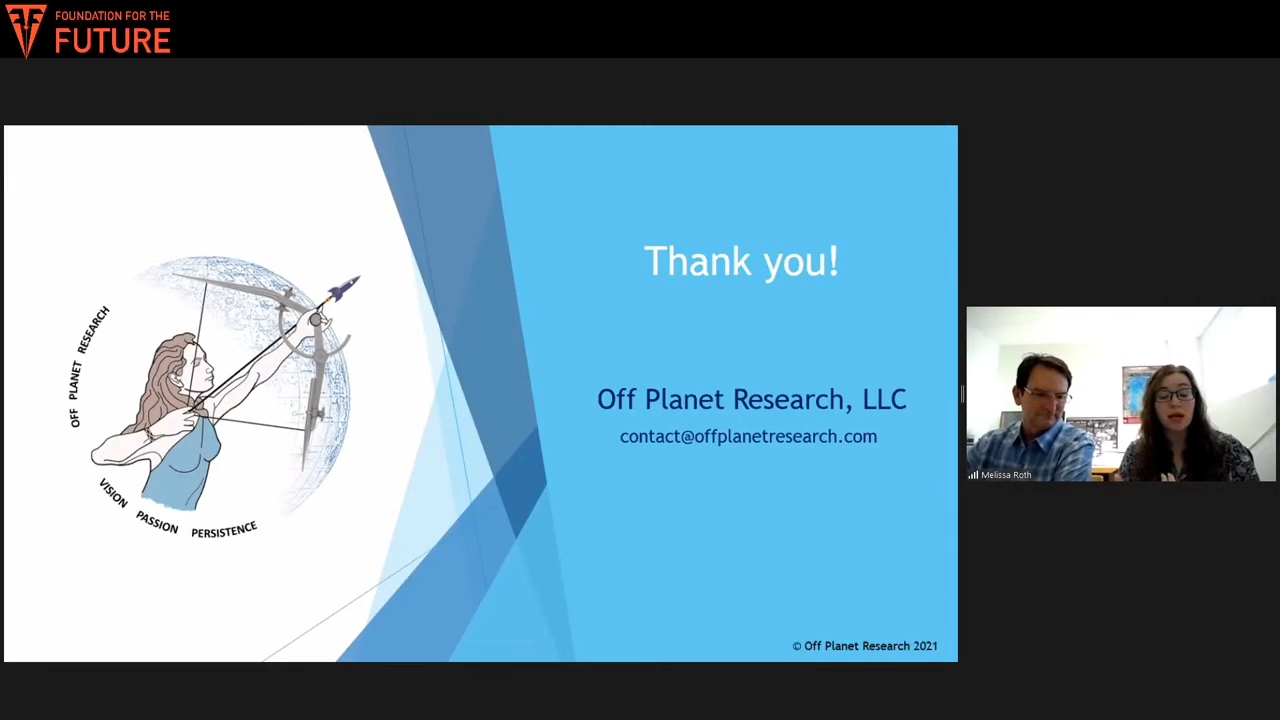 FOUNDATION FOR THE
FUTURE
OFF PLANET RESEARCH
VISION PASSION PERSISTENCE
Thank you!
Off Planet Research, LLC
contact@offplanetresearch.com
© Off Planet Research 2021
Melissa Roth